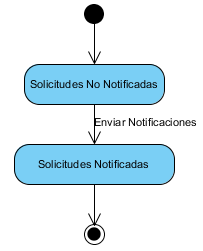 Solicitudes No Notificadas
Enviar Notificaciones
Solicitudes Notificadas